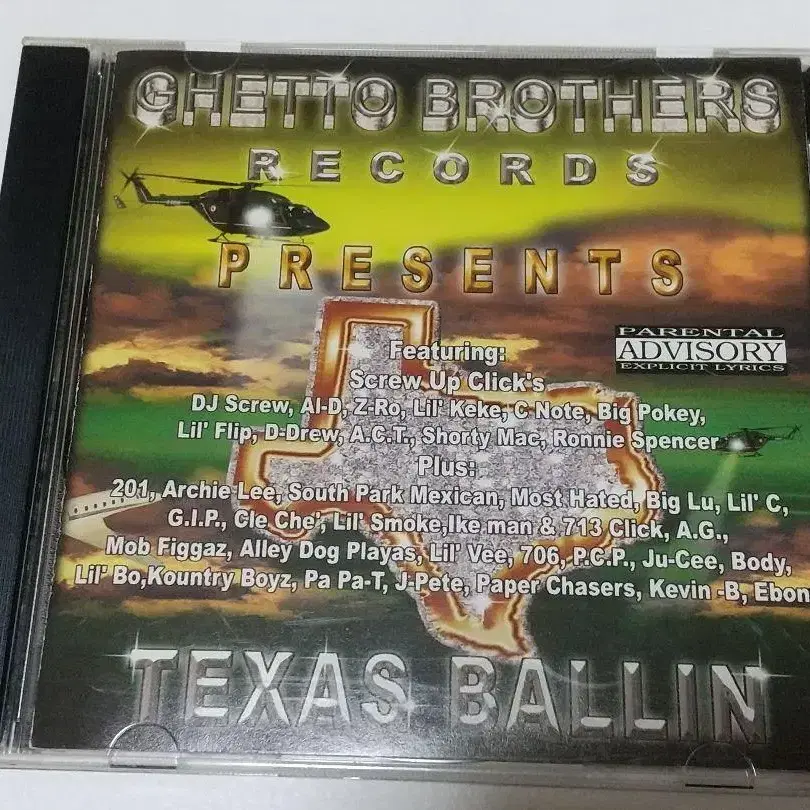 GHETTO BROTHERS
RECORDS
PRESENTS
PARENTAL
ADVISORY
EXPLICIT LYRICS
Featuring:
Screw Up Click's
DJ Screw, Al-D, Z-Ro, Lil' Keke, C Note, Big Pokey,
Lil' Flip, D-Drew, A.C.T., Shorty Mac, Ronnie Spencer
Plus:
201, Archie Lee, South Park Mexican, Most Hated, Big Lu, Lil' C,
G.I.P., Cle Che', Lil' Smoke,Ike man & 713 Click, A.G.,
Mob Figgaz, Alley Dog Playas, Lil' Vee, 706, P.C.P., Ju-Cee, Body,
Lil' Bo,Kountry Boyz, Pa Pa-T, J-Pete, Paper Chasers, Kevin -B, Ebon
TEXAS BALLIN